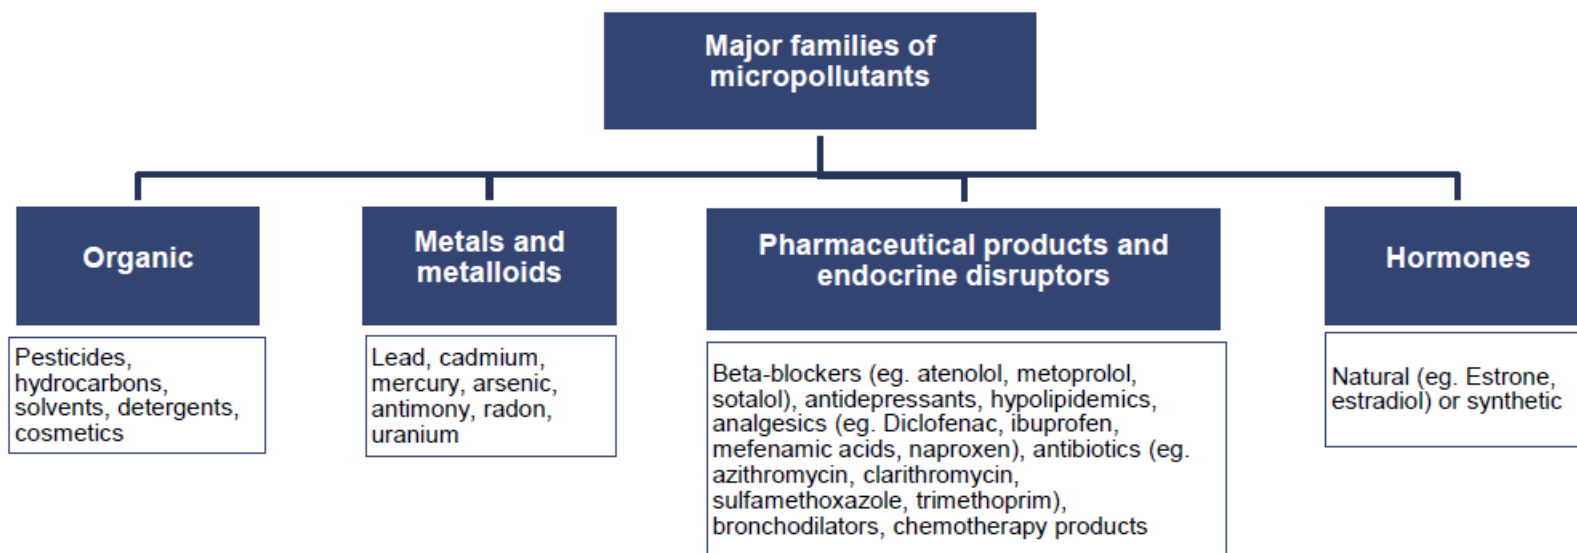 Major families of
micropollutants
Organic
Pesticides,
hydrocarbons,
solvents, detergents,
cosmetics
Metals and
metalloids
Lead, cadmium,
mercury, arsenic,
antimony, radon,
uranium
Pharmaceutical products and
endocrine disruptors
Beta-blockers (eg. atenolol, metoprolol,
sotalol), antidepressants, hypolipidemics,
analgesics (eg. Diclofenac, ibuprofen,
mefenamic acids, naproxen), antibiotics (eg.
azithromycin, clarithromycin,
sulfamethoxazole, trimethoprim),
bronchodilators, chemotherapy products
Hormones
Natural (eg. Estrone,
estradiol) or synthetic